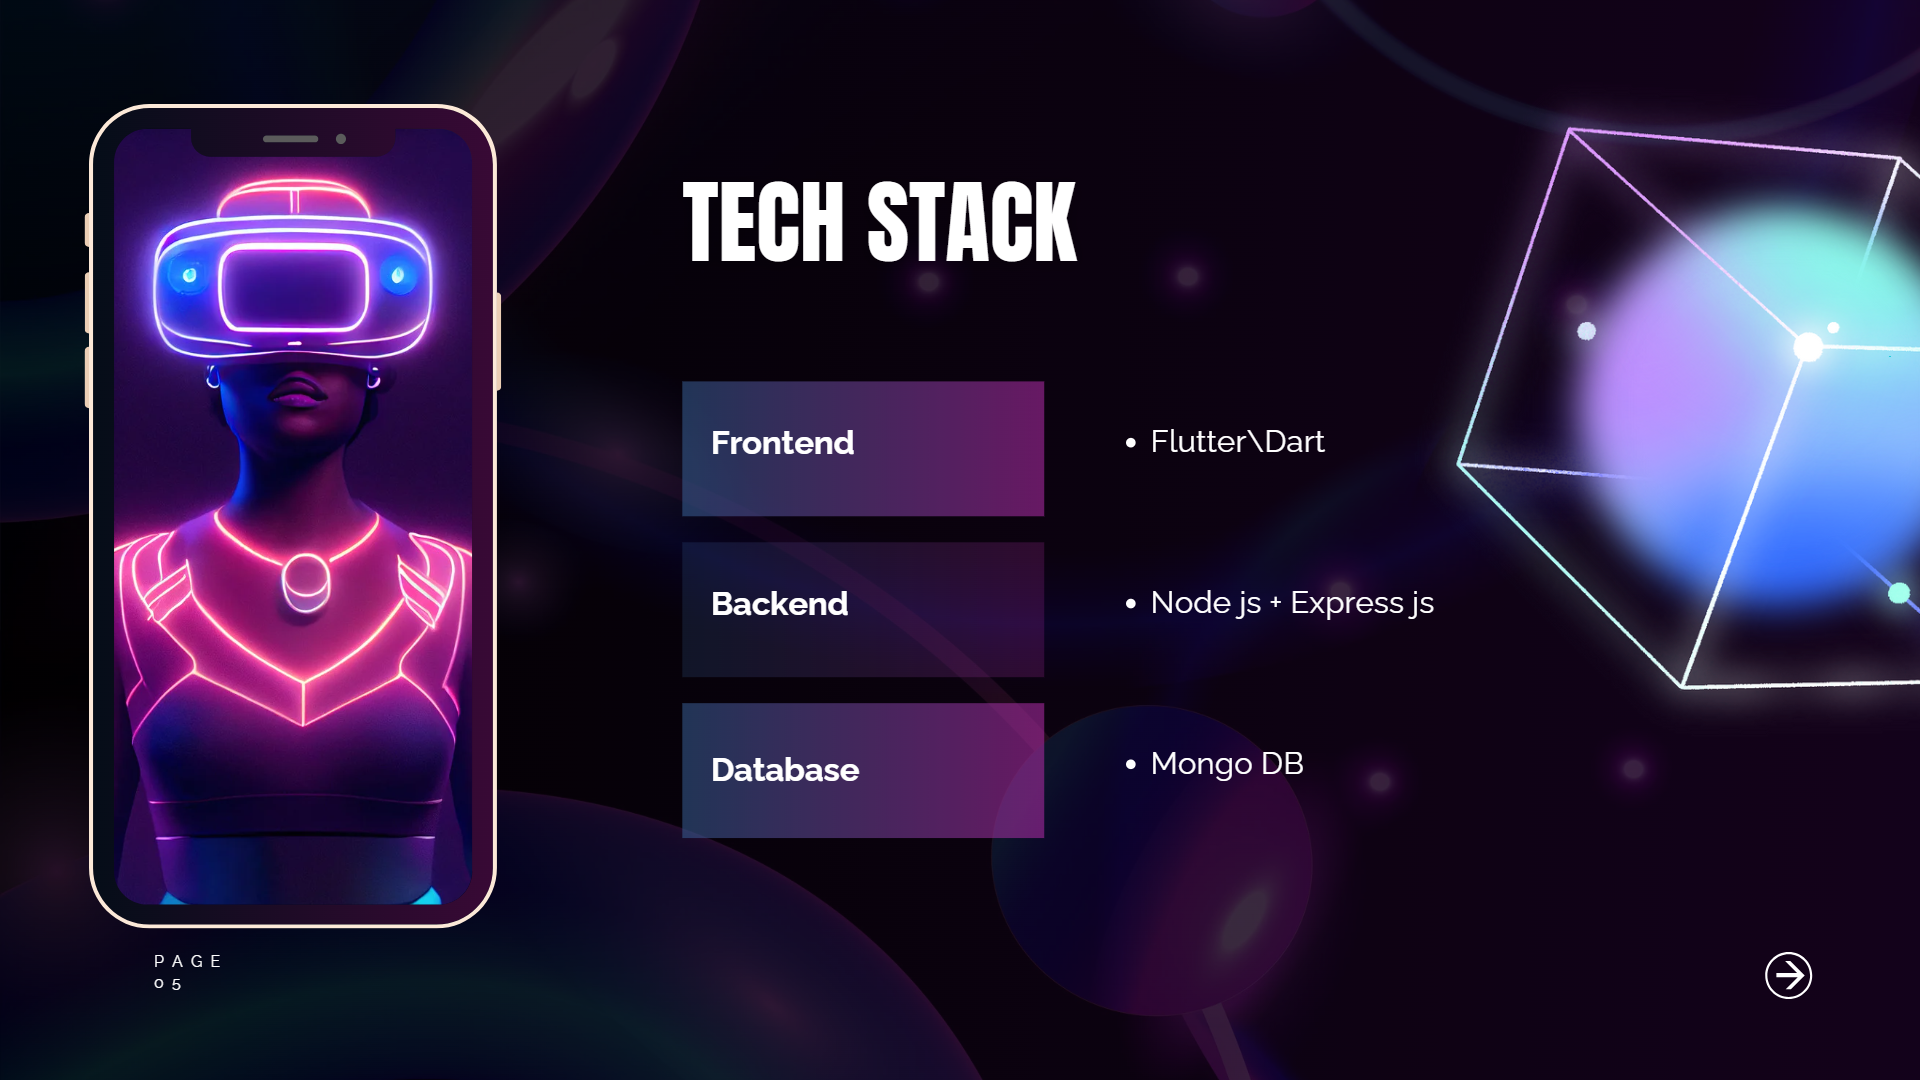 TECH STACK
Frontend
• Flutter\Dart
Backend
• Node js + Express js
Database
• Mongo DB
PAGE
05